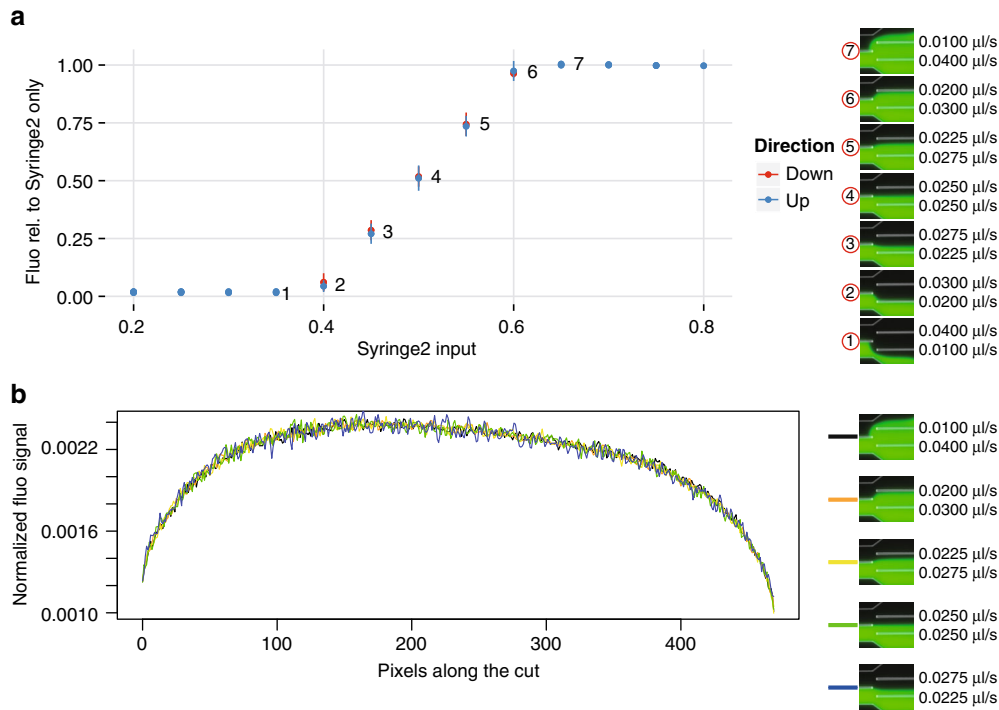 a
Fluo rel. to Syringe2 only
1.00
0.75
0.50
0.25
0.00
0.2
0.4
0.6
0.8
Syringe2 input
1
2
3
4
5
6
7
Direction
Down
Up
7
0.0100 µl/s
0.0400 µl/s
6
0.0200 µl/s
0.0300 µl/s
5
0.0225 µl/s
0.0275 µl/s
4
0.0250 µl/s
0.0250 µl/s
3
0.0275 µl/s
0.0225 µl/s
2
0.0300 µl/s
0.0200 µl/s
1
0.0400 µl/s
0.0100 µl/s
b
Normalized fluo signal
0.0022
0.0016
0.0010
0
100
200
300
400
Pixels along the cut
0.0100 µl/s
0.0400 µl/s
0.0200 µl/s
0.0300 µl/s
0.0225 µl/s
0.0275 µl/s
0.0250 µl/s
0.0250 µl/s
0.0275 µl/s
0.0225 µl/s